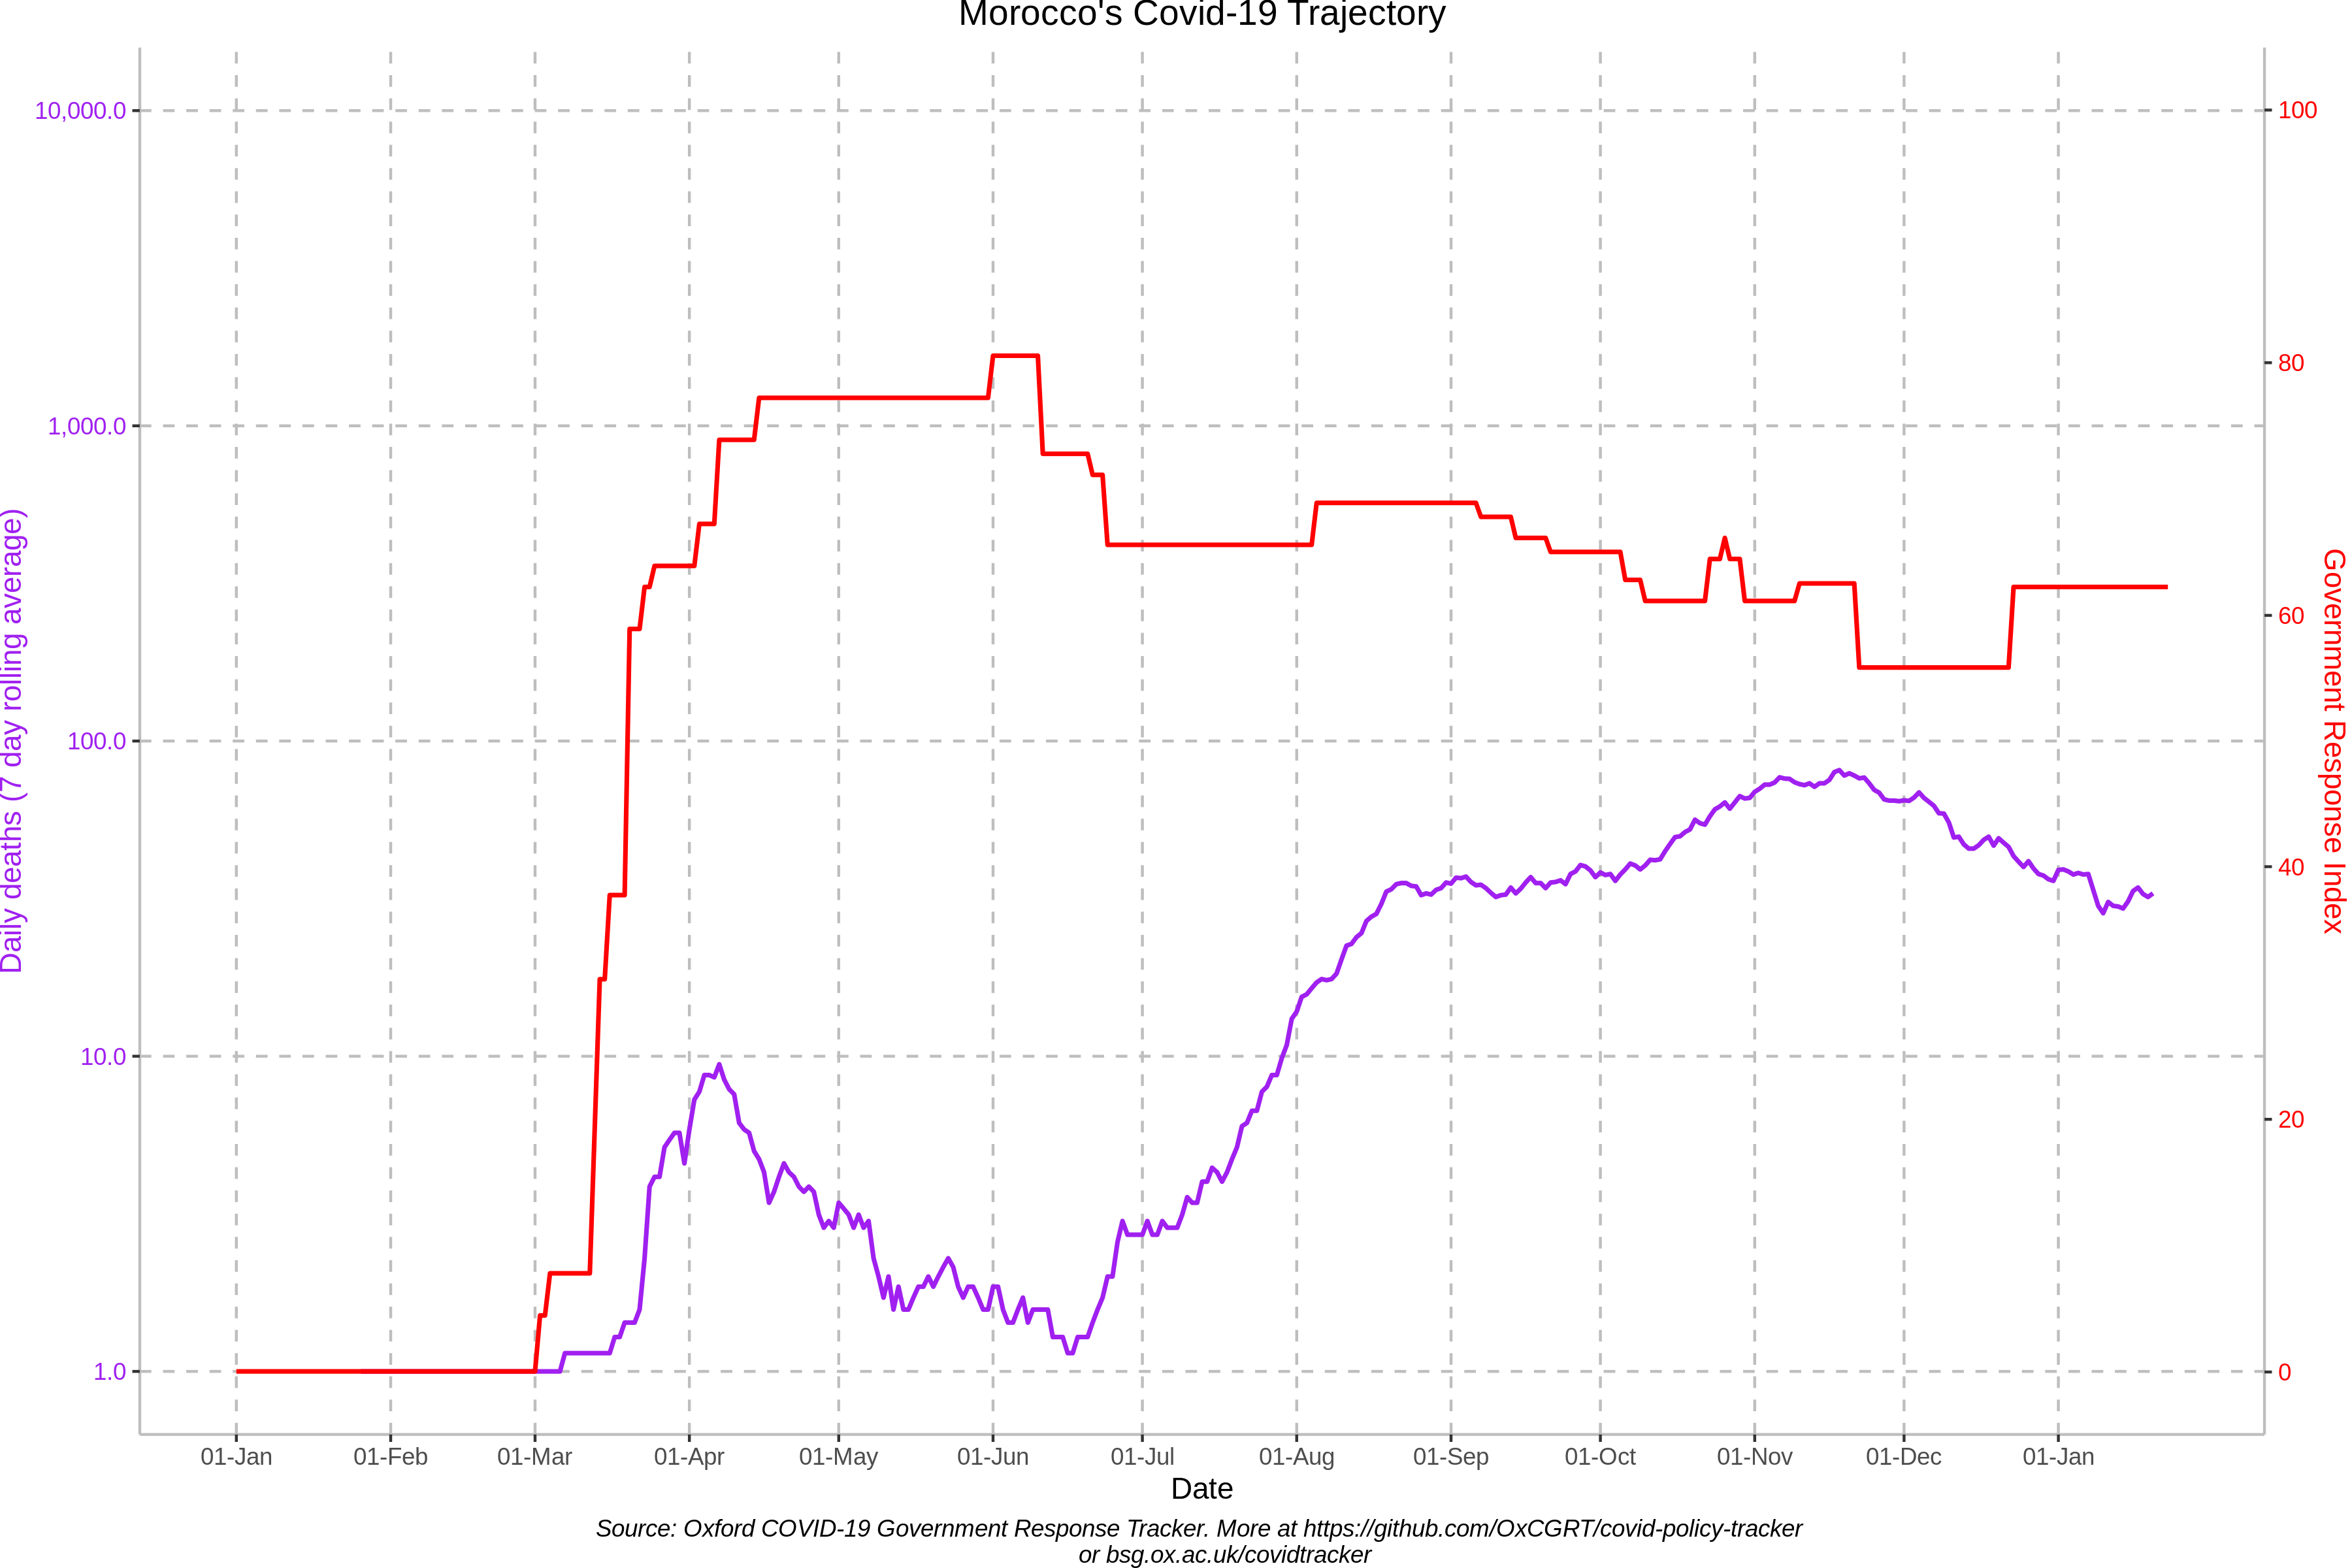 Morocco's Covid-19 Trajectory
10,000.0
1,000.0
100.0
10.0
1.0
Daily deaths (7 day rolling average)
100
80
60
40
20
0
Government Response Index
01-Jan 01-Feb 01-Mar 01-Apr 01-May 01-Jun 01-Jul 01-Aug 01-Sep 01-Oct 01-Nov 01-Dec 01-Jan
Date
Source: Oxford COVID-19 Government Response Tracker. More at https://github.com/OxCGRT/covid-policy-tracker
or bsg.ox.ac.uk/covidtracker